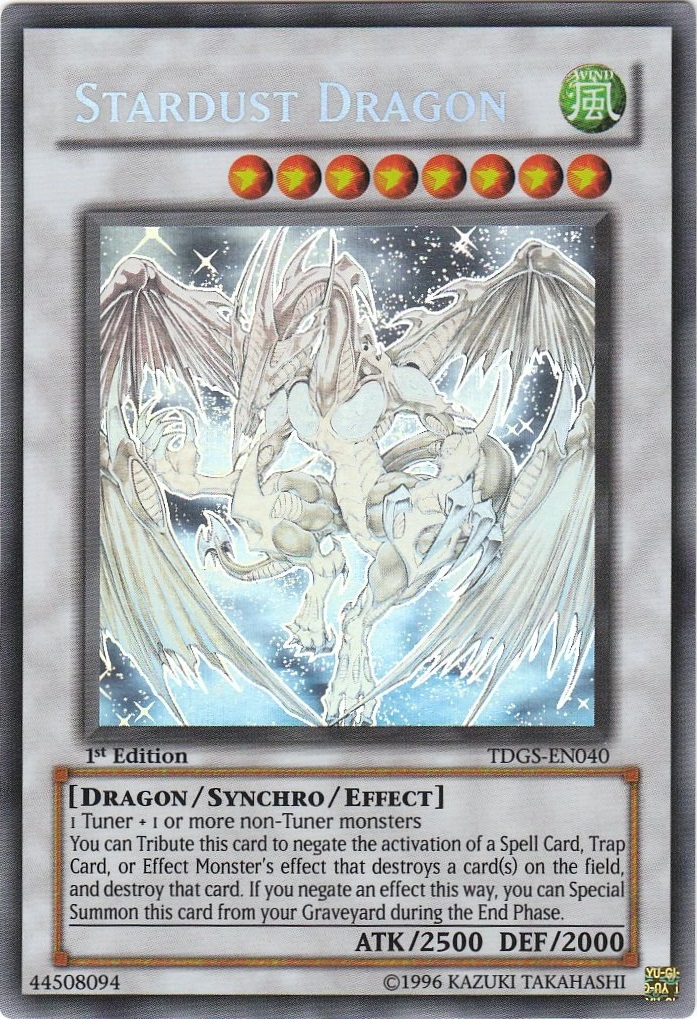 STARDUST DRAGON
WIND
風
1st Edition
TDGS-EN040
[DRAGON/SYNCHRO/EFFECT]
1 Tuner + 1 or more non-Tuner monsters
You can Tribute this card to negate the activation of a Spell Card, Trap
Card, or Effect Monster's effect that destroys a card(s) on the field,
and destroy that card. If you negate an effect this way, you can Special
Summon this card from your Graveyard during the End Phase.
ATK/2500 DEF/2000
44508094
©1996 KAZUKI TAKAHASHI
YU-GI-